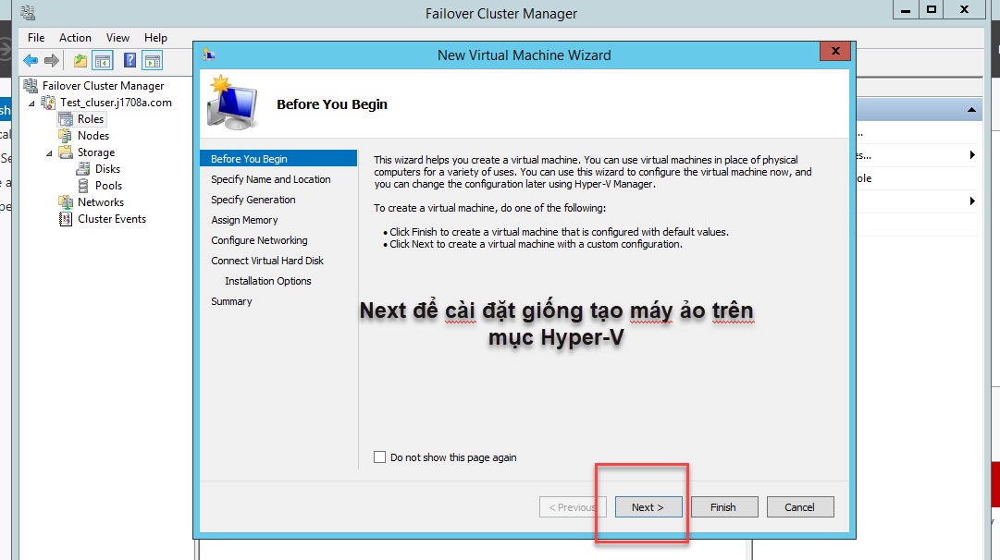 Failover Cluster Manager
File Action View Help
New Virtual Machine Wizard
Failover Cluster Manager
Test_cluser.j1708a.com
Roles
Nodes
Storage
Disks
Pools
Networks
Cluster Events
Before You Begin
Before You Begin
Specify Name and Location
Specify Generation
Assign Memory
Configure Networking
Connect Virtual Hard Disk
Installation Options
Summary
This wizard helps you create a virtual machine. You can use virtual machines in place of physical
computers for a variety of uses. You can use this wizard to configure the virtual machine now, and
you can change the configuration later using Hyper-V Manager.
To create a virtual machine, do one of the following:
• Click Finish to create a virtual machine that is configured with default values.
• Click Next to create a virtual machine with a custom configuration.
Next để cài đặt giống tạo máy ảo trên
mục Hyper-V
Do not show this page again
< Previous
Next >
Finish
Cancel